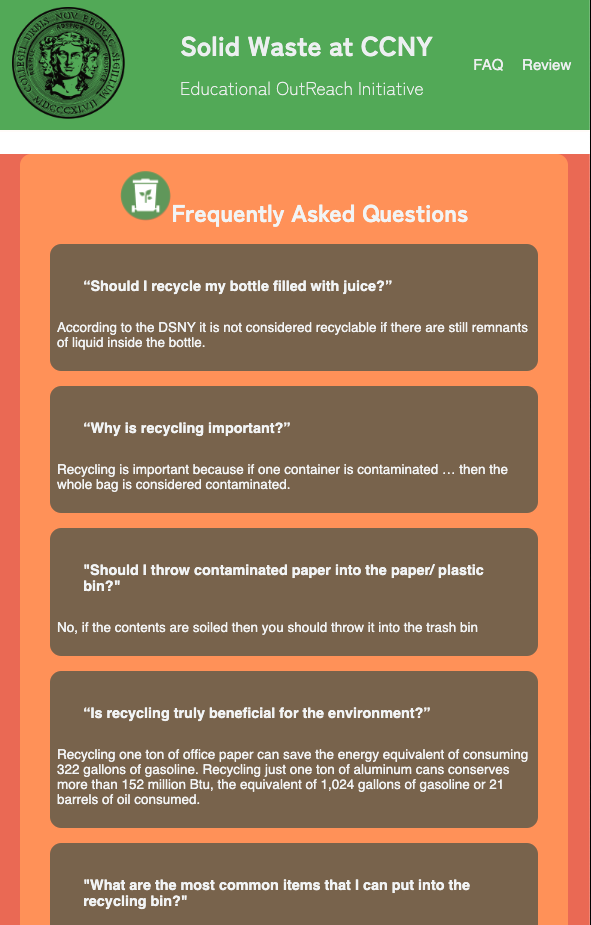 COLLEGII · URBIS · NOV · EBORAC · SIGILLUM
RESPICE
ADSPICE
PROSPICE
MDCCCXLVII
Solid Waste at CCNY
Educational OutReach Initiative
FAQ Review
Frequently Asked Questions
“Should I recycle my bottle filled with juice?”
According to the DSNY it is not considered recyclable if there are still remnants
of liquid inside the bottle.
“Why is recycling important?”
Recycling is important because if one container is contaminated … then the
whole bag is considered contaminated.
"Should I throw contaminated paper into the paper/ plastic
bin?"
No, if the contents are soiled then you should throw it into the trash bin
“Is recycling truly beneficial for the environment?”
Recycling one ton of office paper can save the energy equivalent of consuming
322 gallons of gasoline. Recycling just one ton of aluminum cans conserves
more than 152 million Btu, the equivalent of 1,024 gallons of gasoline or 21
barrels of oil consumed.
"What are the most common items that I can put into the
recycling bin?"